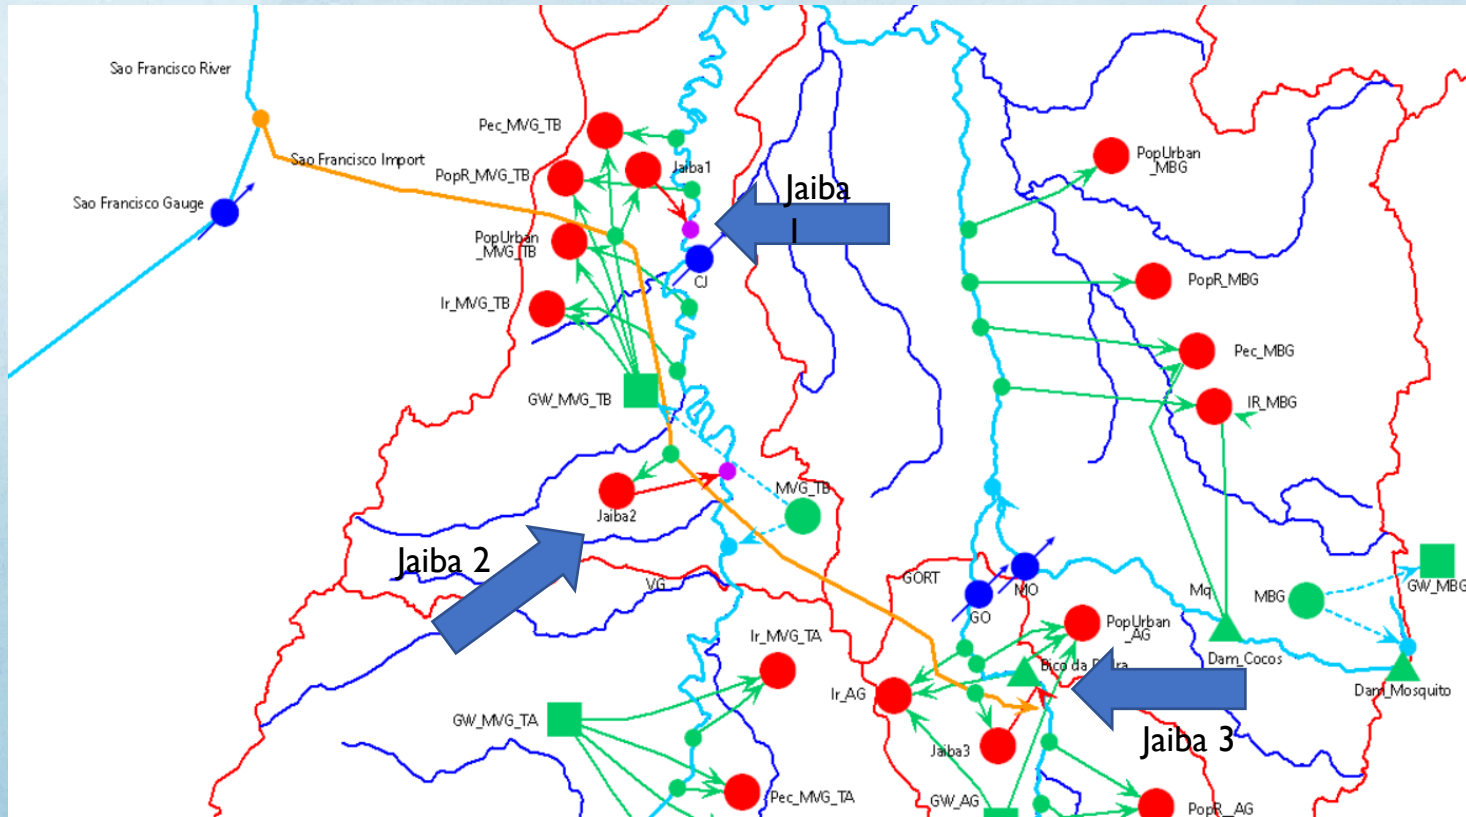 Sao Francisco River
Pec_MVG_TB
Sao Francisco Import
PopR_MVG_TB
Jaiba1
Jaiba
1
PopUrban
_MBG
Sao Francisco Gauge
PopUrban
_MVG_TB
CJ
PopR_MBG
Ir_MVG_TB
Pec_MBG
GW_MVG_TB
IR_MBG
MVG_TB
Jaiba2
Jaiba 2
VG
GORT
MO
GO
Mq
MBG
GW_MBG
Ir_MVG_TA
PopUrban
_AG
Bico da
Dam_Cocos
Dam_Mosquito
Ir_AG
GW_MVG_TA
Jaiba3
Jaiba 3
Pec_MVG_TA
GW_AG
PopR_AG